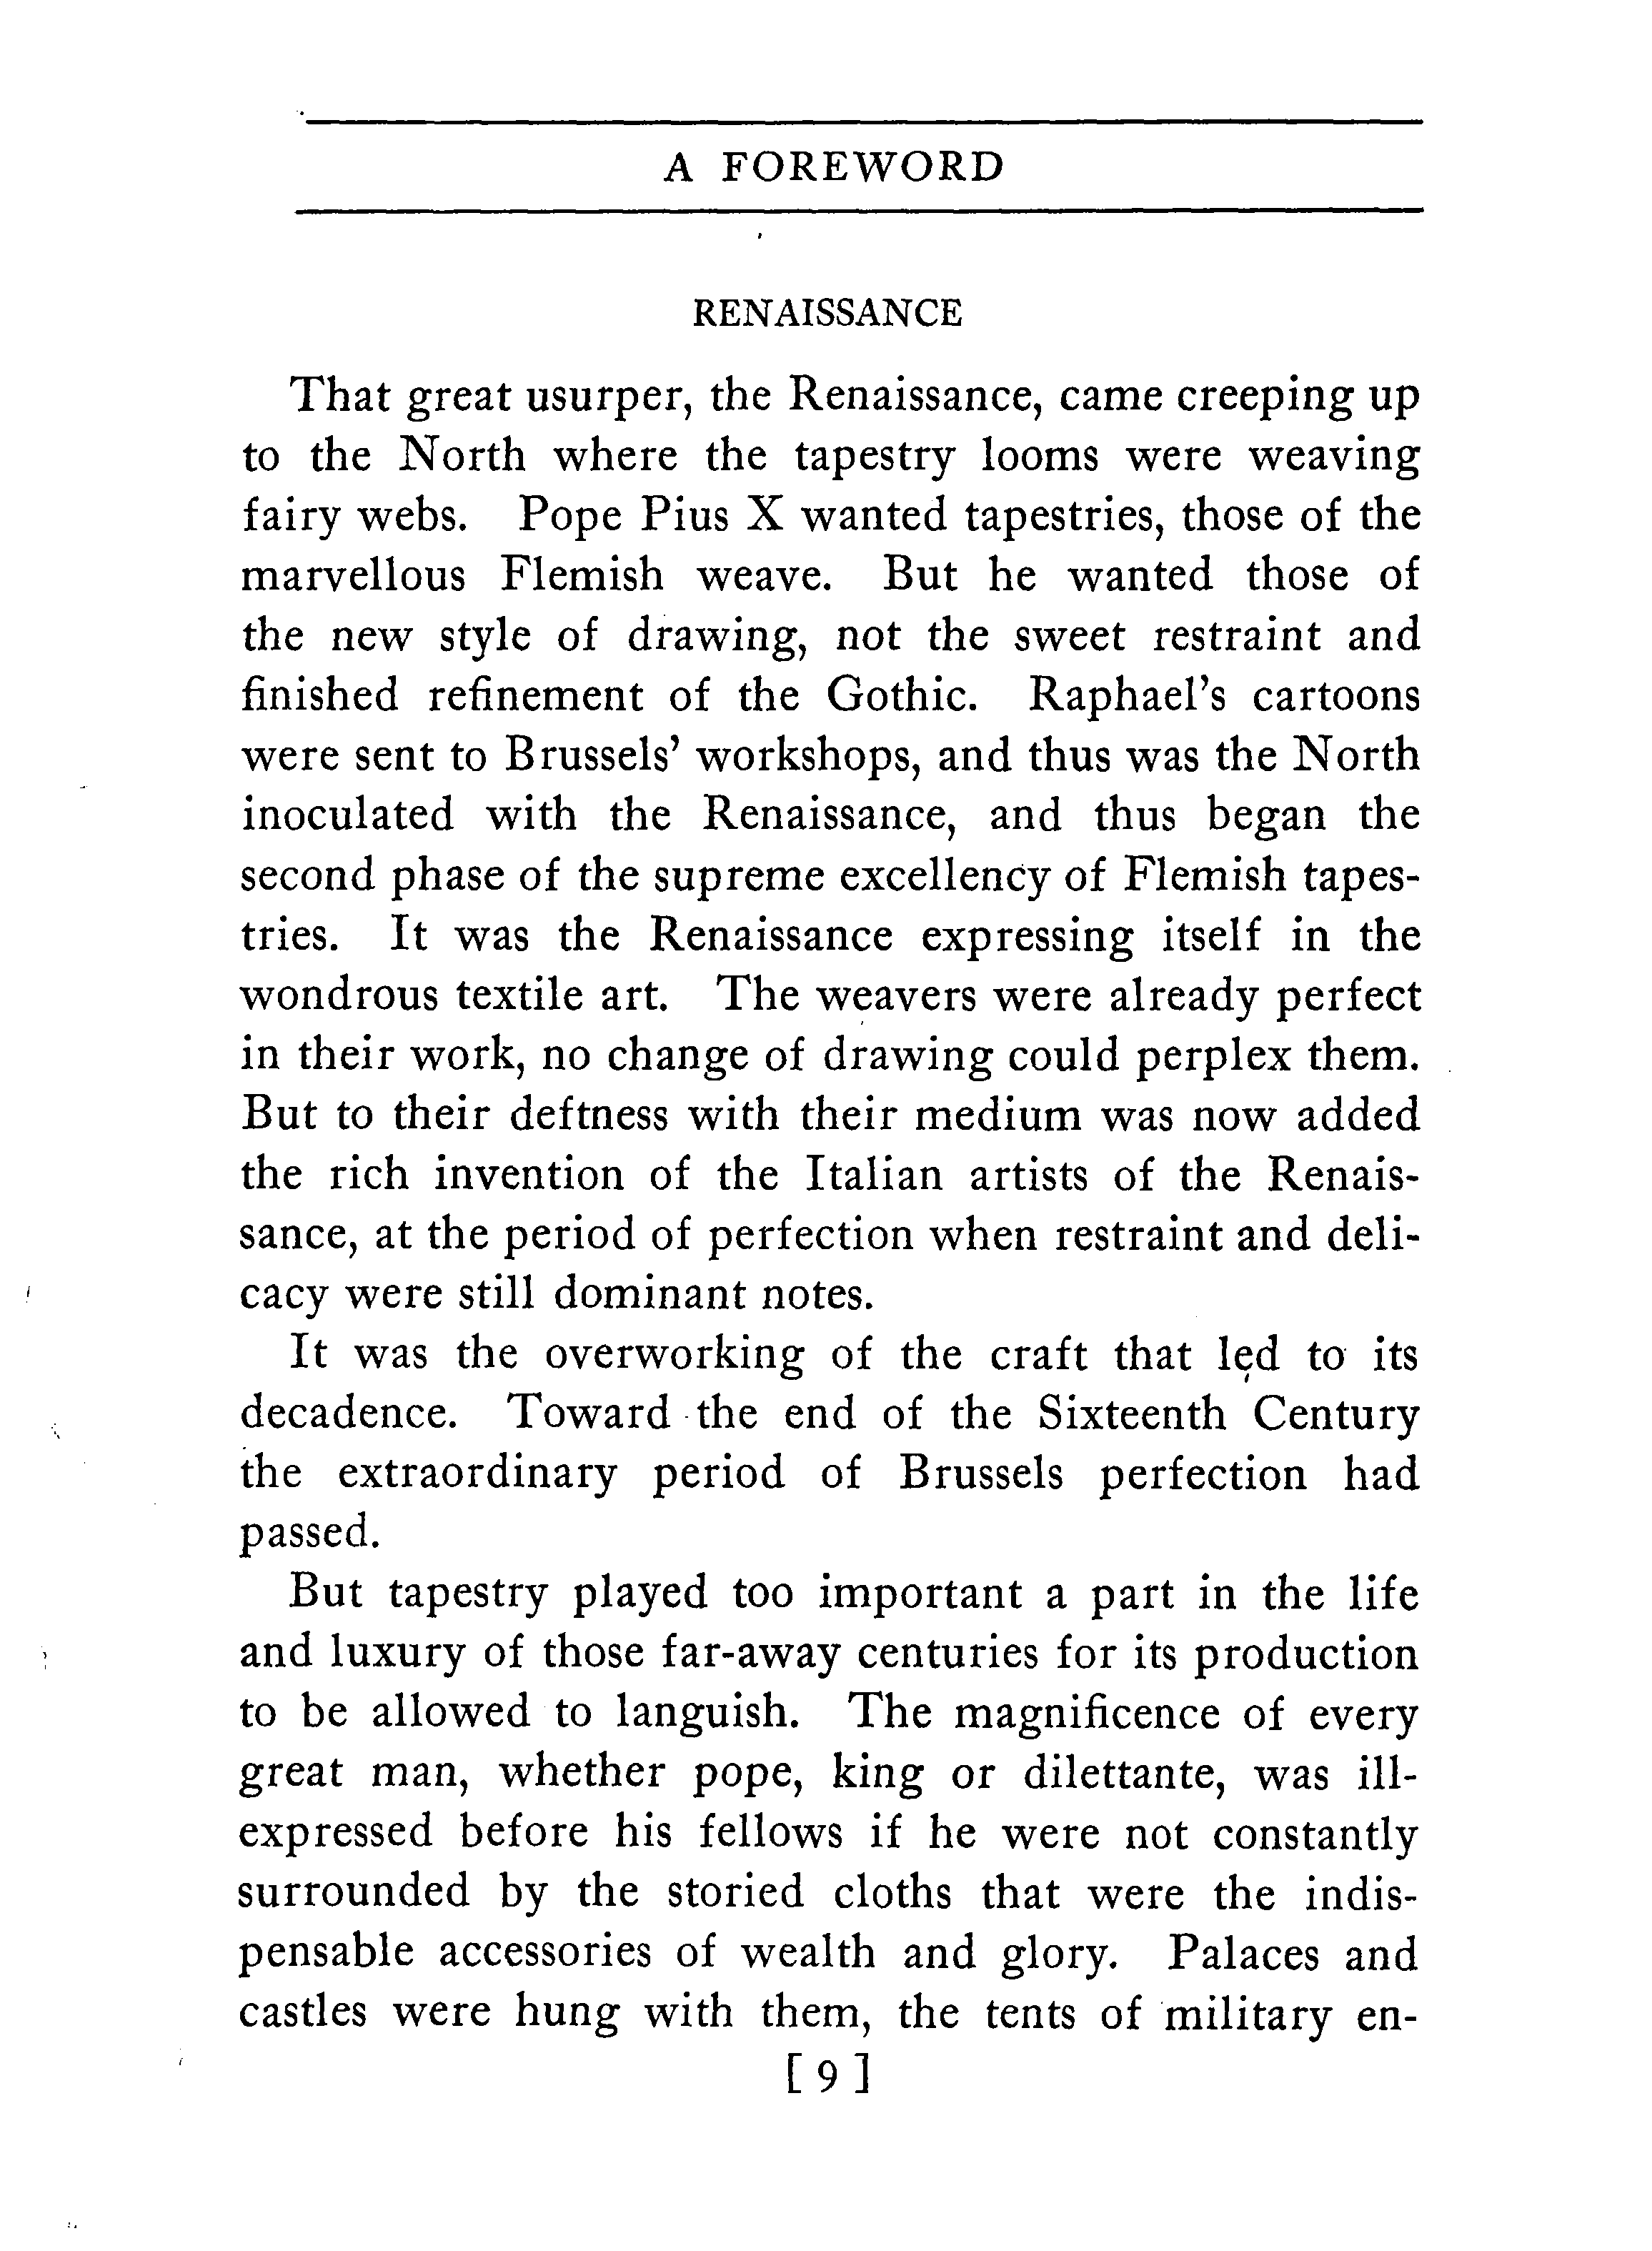 A FOREWORD
RENAISSANCE
That great usurper, the Renaissance, came creeping up
to the North where the tapestry looms were weaving
fairy webs. Pope Pius X wanted tapestries, those of the
marvellous Flemish weave. But he wanted those of
the new style of drawing, not the sweet restraint and
finished refinement of the Gothic. Raphael's cartoons
were sent to Brussels' workshops, and thus was the North
inoculated with the Renaissance, and thus began the
second phase of the supreme excellency of Flemish tapes-
tries. It was the Renaissance expressing itself in the
wondrous textile art. The weavers were already perfect
in their work, no change of drawing could perplex them.
But to their deftness with their medium was now added
the rich invention of the Italian artists of the Renais-
sance, at the period of perfection when restraint and deli-
cacy were still dominant notes.
It was the overworking of the craft that led to its
decadence. Toward the end of the Sixteenth Century
the extraordinary period of Brussels perfection had
passed.
But tapestry played too important a part in the life
and luxury of those far-away centuries for its production
to be allowed to languish. The magnificence of every
great man, whether pope, king or dilettante, was ill-
expressed before his fellows if he were not constantly
surrounded by the storied cloths that were the indis-
pensable accessories of wealth and glory. Palaces and
castles were hung with them, the tents of military en-
[ 9 ]